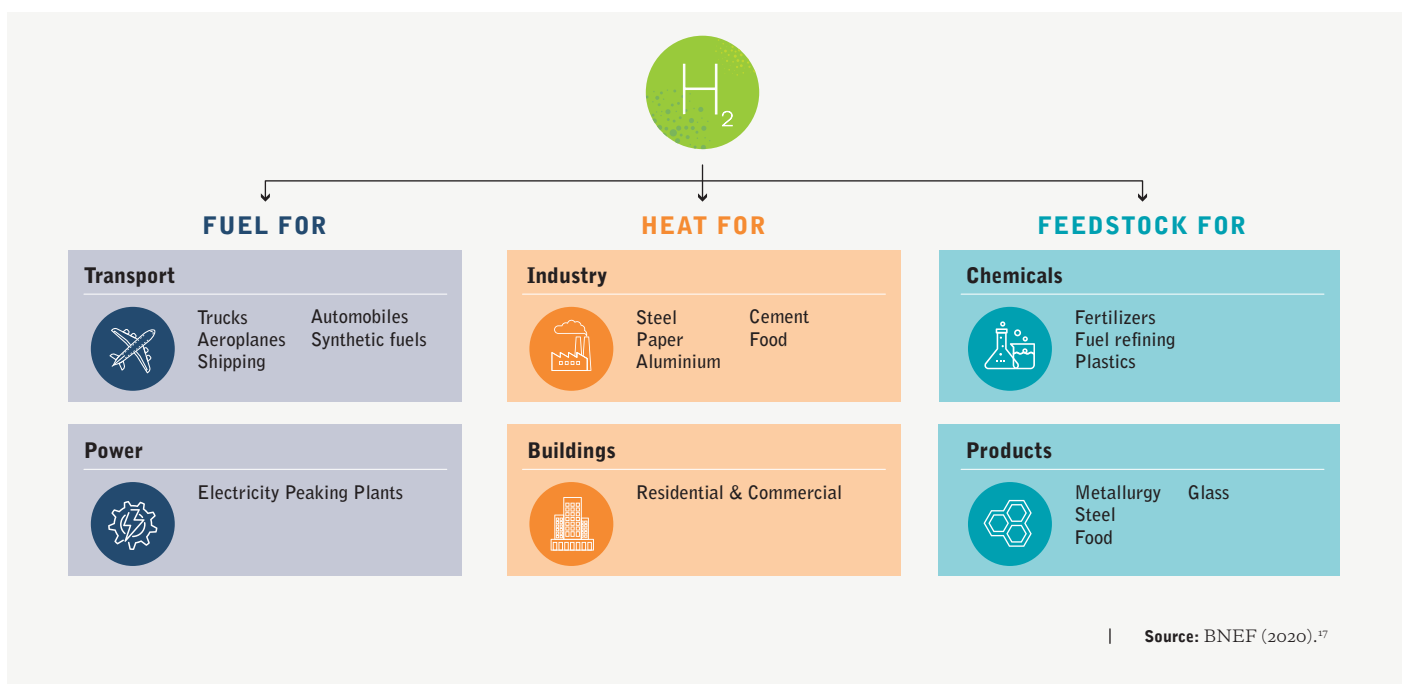 H2
FUEL FOR
Transport
Trucks
Aeroplanes
Shipping
Automobiles
Synthetic fuels
Power
Electricity Peaking Plants
HEAT FOR
Industry
Steel
Paper
Aluminium
Cement
Food
Buildings
Residential & Commercial
FEEDSTOCK FOR
Chemicals
Fertilizers
Fuel refining
Plastics
Products
Metallurgy
Steel
Food
Glass
| Source: BNEF (2020).17